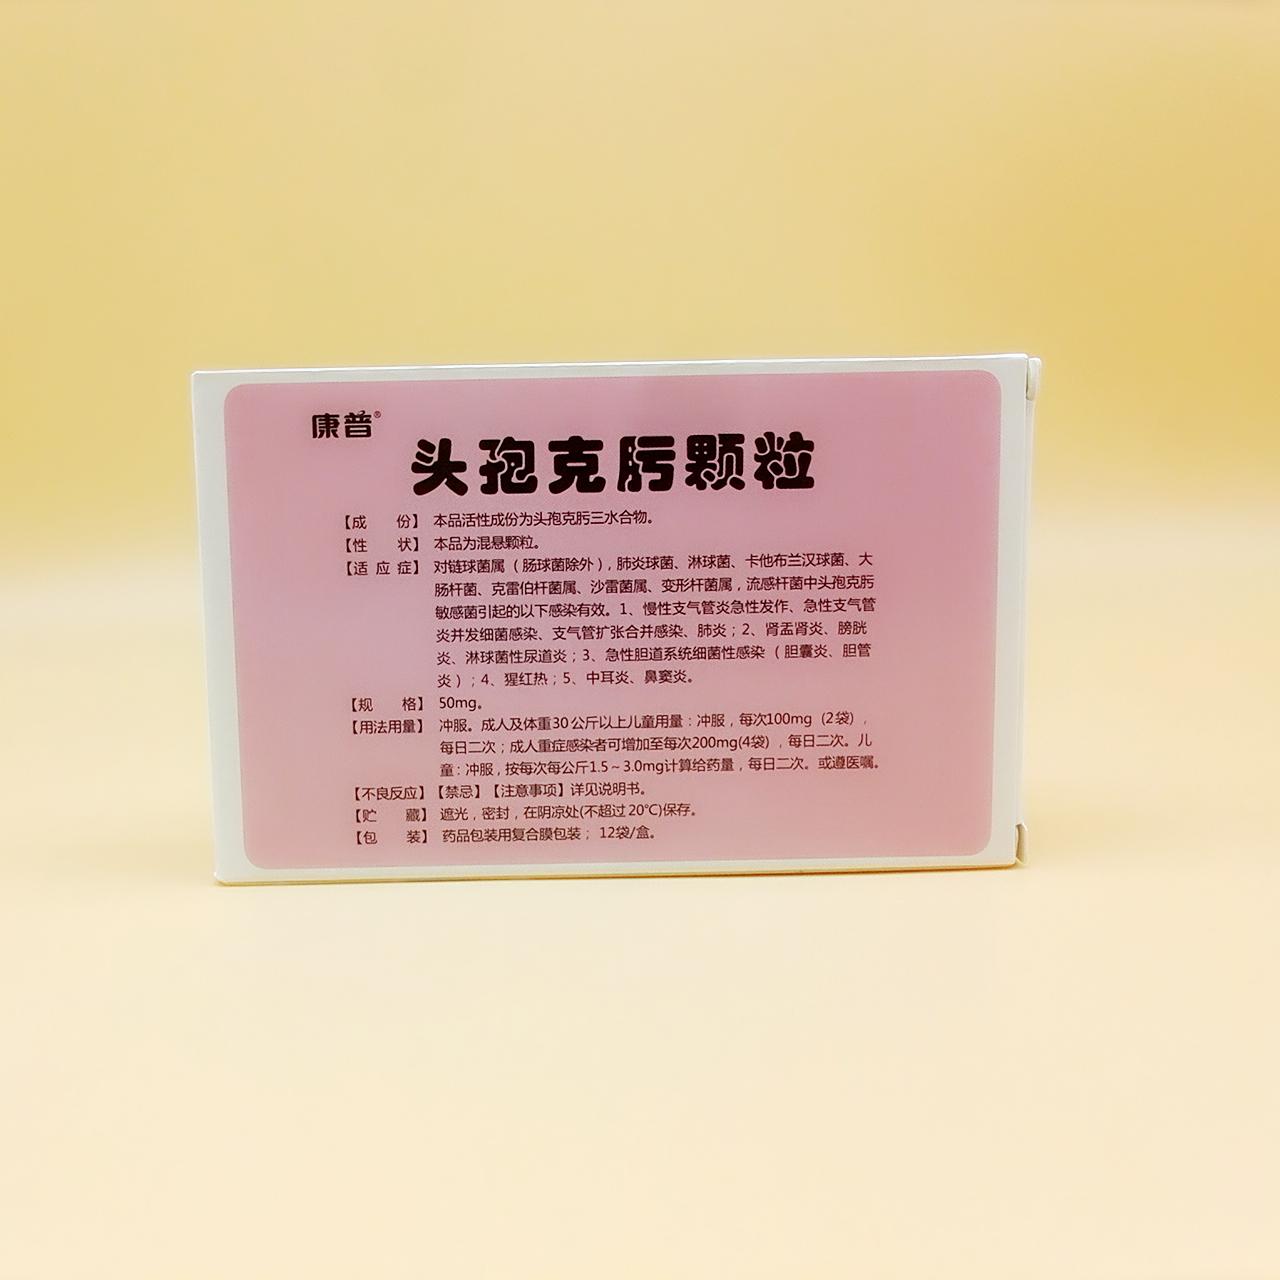 康普®
头孢克肟颗粒
【成 份】 本品活性成份为头孢克肟三水合物。
【性 状】 本品为混悬颗粒。
【适 应 症】 对链球菌属（肠球菌除外），肺炎球菌、淋球菌、卡他布兰汉球菌、大
肠杆菌、克雷伯杆菌属、沙雷菌属、变形杆菌属，流感杆菌中头孢克肟
敏感菌引起的以下感染有效。1、慢性支气管炎急性发作、急性支气管
炎并发细菌感染、支气管扩张合并感染、肺炎；2、肾盂肾炎、膀胱
炎、淋球菌性尿道炎；3、急性胆道系统细菌性感染（胆囊炎、胆管
炎）；4、猩红热；5、中耳炎、鼻窦炎。
【规 格】 50mg。
【用法用量】 冲服。成人及体重30公斤以上儿童用量：冲服，每次100mg（2袋），
每日二次；成人重症感染者可增加至每次200mg(4袋)，每日二次。儿
童：冲服，按每次每公斤1.5～3.0mg计算给药量，每日二次。或遵医嘱。
【不良反应】【禁忌】【注意事项】详见说明书。
【贮 藏】 遮光，密封，在阴凉处(不超过20℃)保存。
【包 装】 药品包装用复合膜包装； 12袋/盒。